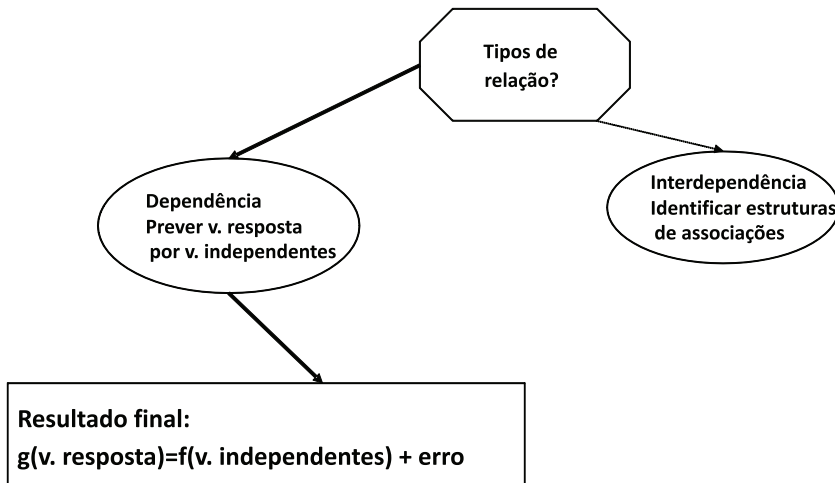 Tipos de
relação?
Dependência
Prever v. resposta
por v. independentes
Interdependência
Identificar estruturas
de associações
Resultado final:
g(v. resposta)=f(v. independentes) + erro